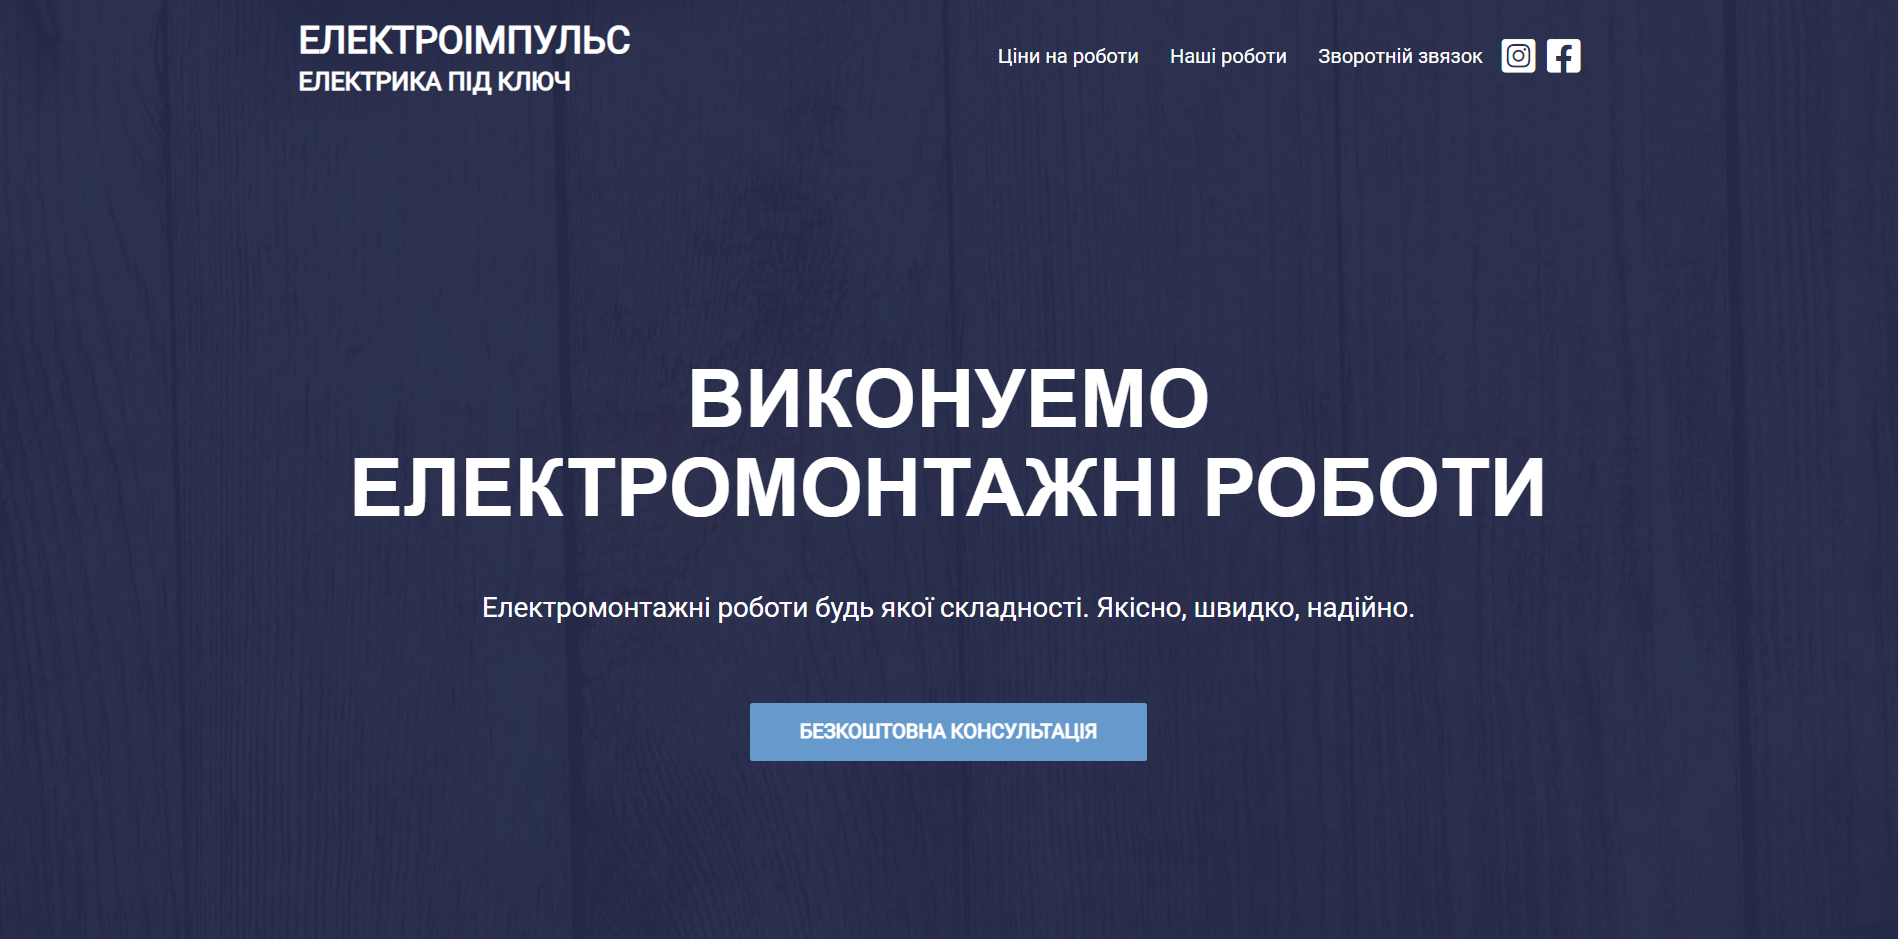 ЕЛЕКТРОІМПУЛЬС
ЕЛЕКТРИКА ПІД КЛЮЧ
Ціни на роботи
Наші роботи
Зворотній звязок
ВИКОНУЕМО
ЕЛЕКТРОМОНТАЖНІ РОБОТИ
Електромонтажні роботи будь якої складності. Якісно, швидко, надійно.
БЕЗКОШТОВНА КОНСУЛЬТАЦІЯ